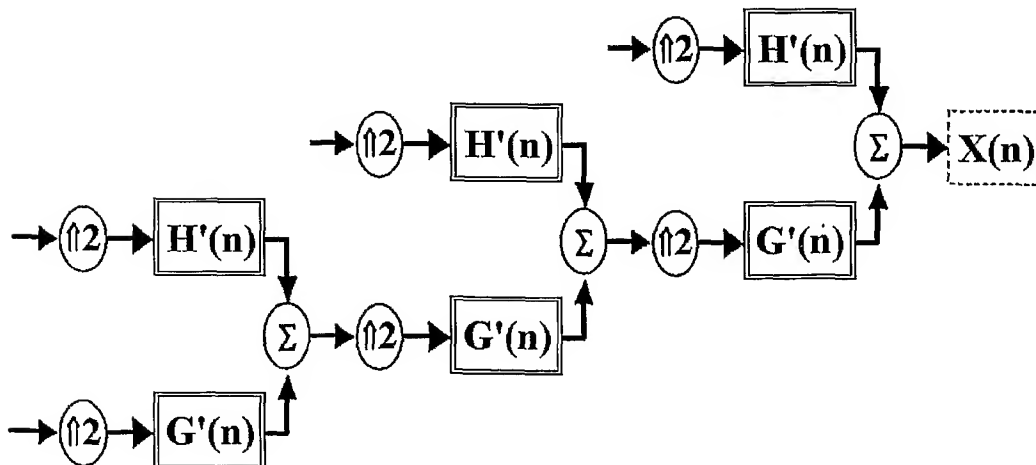 ⇑2 H'(n)
⇑2 H'(n) Σ X(n)
⇑2 H'(n) Σ ⇑2 G'(n)
Σ ⇑2 G'(n)
⇑2 G'(n)